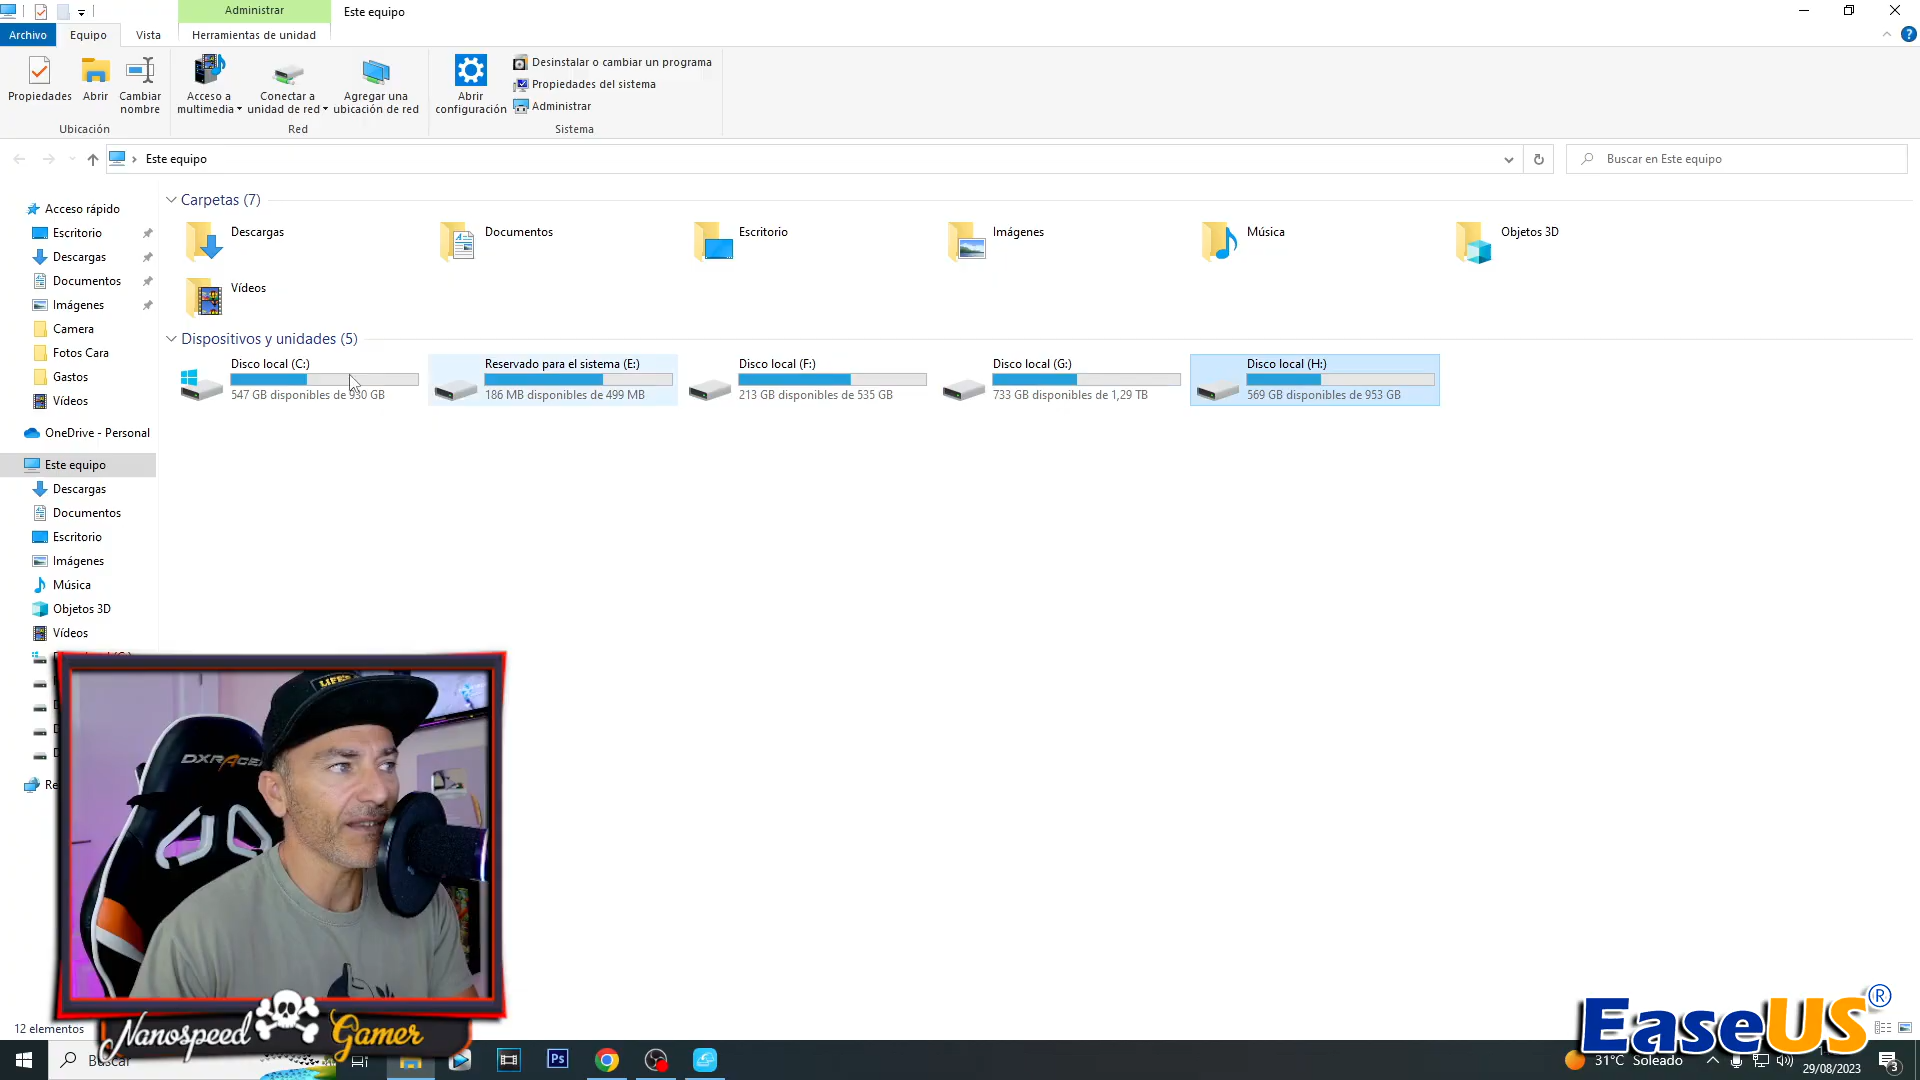 Administrar
Este equipo
Archivo
Equipo
Vista
Herramientas de unidad
Propiedades
Abrir
Cambiar
nombre
Ubicación
Acceso a
multimedia
Conectar a
unidad de red
Agregar una
ubicación de red
Red
Abrir
configuración
Desinstalar o cambiar un programa
Propiedades del sistema
Administrar
Sistema
Este equipo
Buscar en Este equipo
Acceso rápido
Escritorio
Descargas
Documentos
Imágenes
Camera
Fotos Cara
Gastos
Vídeos
OneDrive - Personal
Este equipo
Descargas
Documentos
Escritorio
Imágenes
Música
Objetos 3D
Vídeos
Carpetas (7)
Descargas
Documentos
Escritorio
Imágenes
Música
Objetos 3D
Vídeos
Dispositivos y unidades (5)
Disco local (C:)
547 GB disponibles de 930 GB
Reservado para el sistema (E:)
186 MB disponibles de 499 MB
Disco local (F:)
213 GB disponibles de 535 GB
Disco local (G:)
733 GB disponibles de 1,29 TB
Disco local (H:)
569 GB disponibles de 953 GB
LIFE'S
DXRACER
Nanospeed Gamer
EaseUS®
12 elementos
Buscar
Ps
31°C Soleado
29/08/2023
3